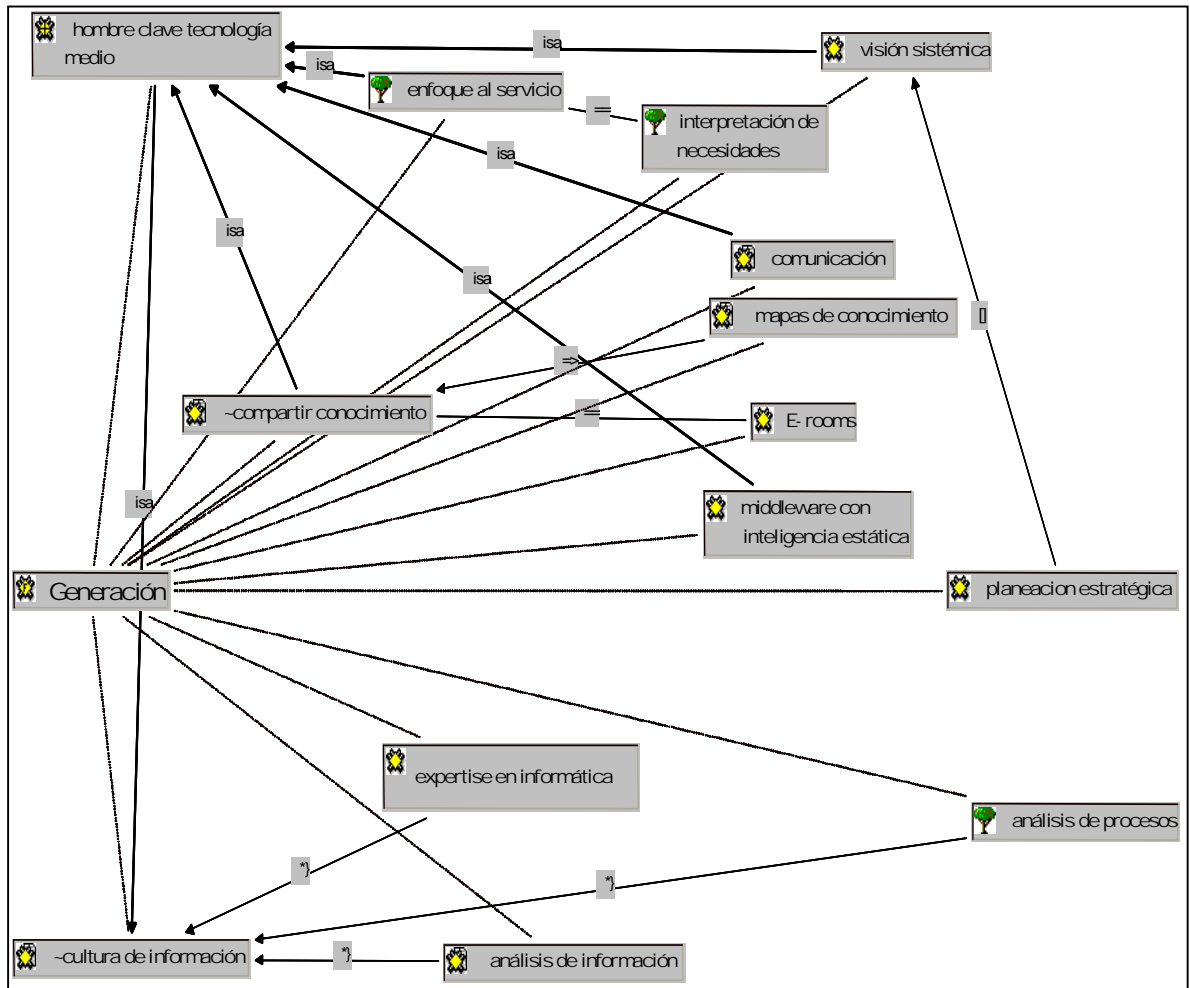 hombre clave tecnología
medio
isa
visión sistémica
isa
enfoque al servicio
==
interpretación de
necesidades
isa
isa
comunicación
isa
mapas de conocimiento
[]
=>
~compartir conocimiento
==
E- rooms
isa
middleware con
inteligencia estática
Generación
planeacion estratégica
expertise en informática
análisis de procesos
*}
*}
~cultura de información
*}
análisis de información